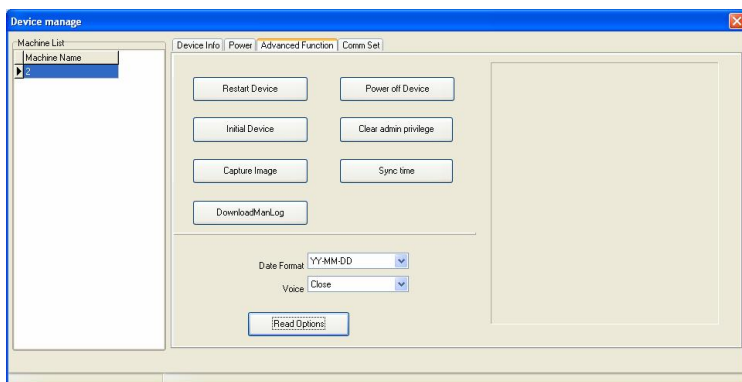 Device manage
Machine List
Machine Name
2
Device Info Power Advanced Function Comm Set
Restart Device Power off Device
Initial Device Clear admin privilege
Capture Image Sync time
DownloadManLog
Date Format YY-MM-DD
Voice Close
Read Options